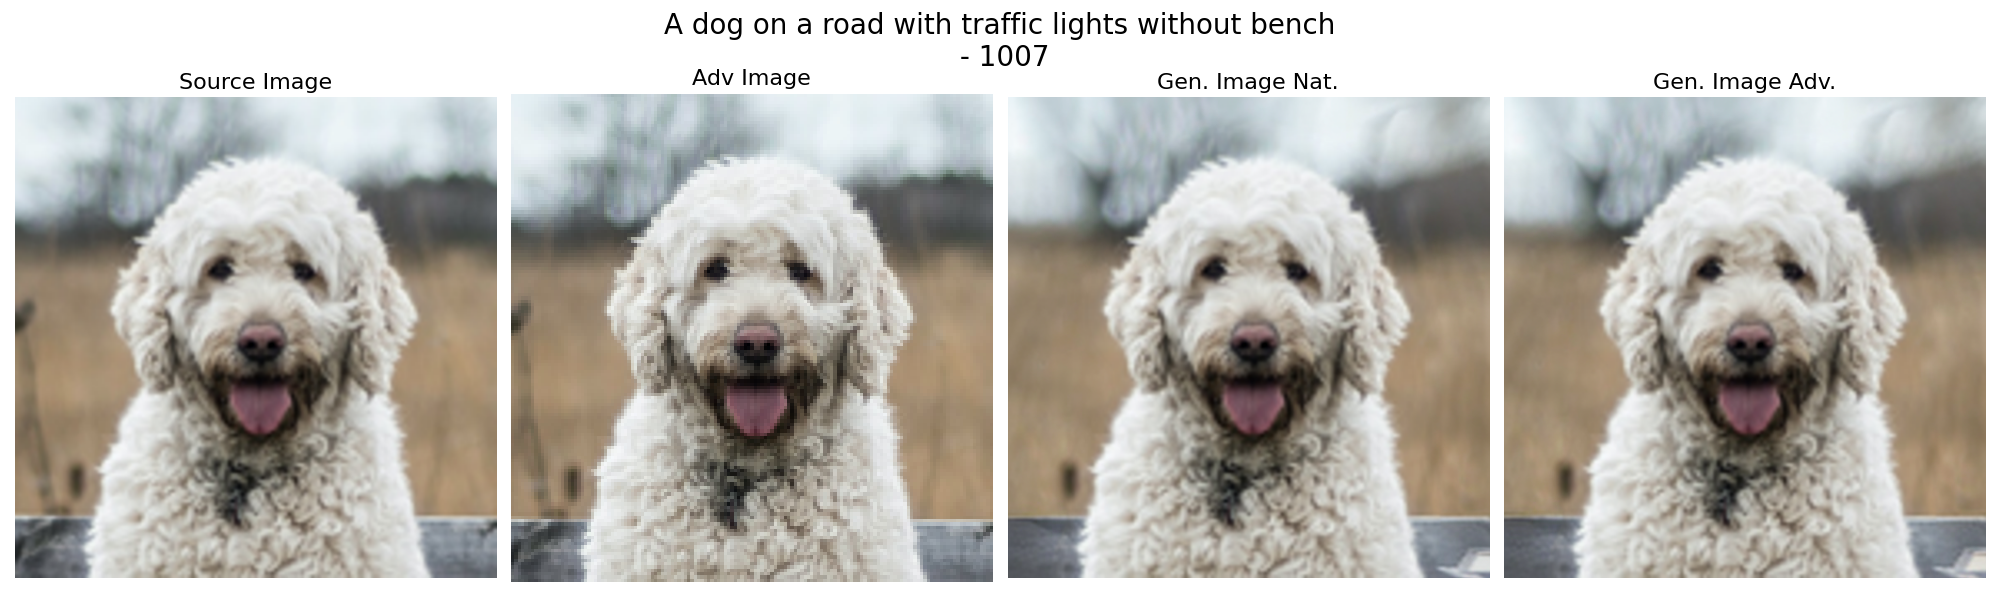 A dog on a road with traffic lights without bench
- 1007
Source Image
Adv Image
Gen. Image Nat.
Gen. Image Adv.